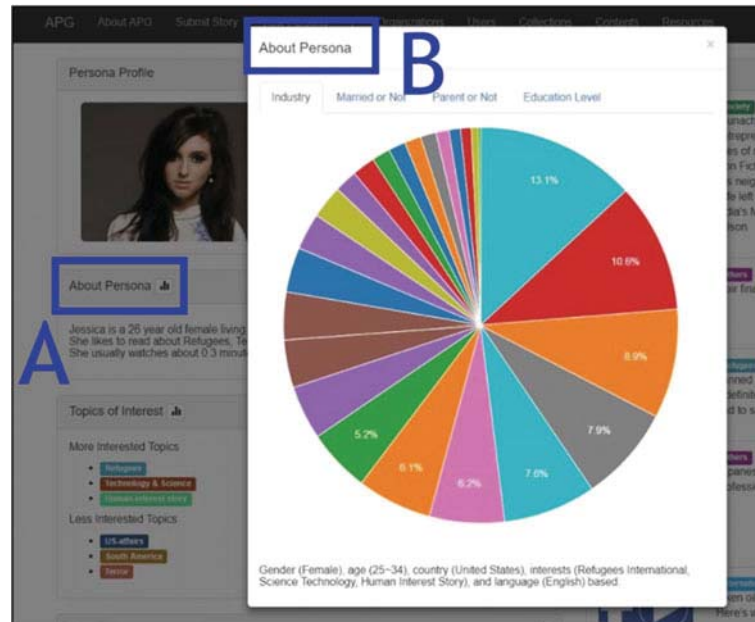 APG About APG Submit Story Organizations Users Collections Contents Resources
Persona Profile
About Persona
A
Jessica is a 26 year old female living
She likes to read about Refugees, Te
She usually watches about 0.3 minut
Topics of Interest
More Interested Topics
Refugees
Technology & Science
Human interest story
Less Interested Topics
US-affairs
South America
Terror
About Persona
B
×
Industry Married or Not Parent or Not Education Level
13.1%
10.6%
8.9%
7.9%
7.6%
6.2%
6.1%
5.2%
Gender (Female), age (25~34), country (United States), interests (Refugees International,
Science Technology, Human Interest Story), and language (English) based.